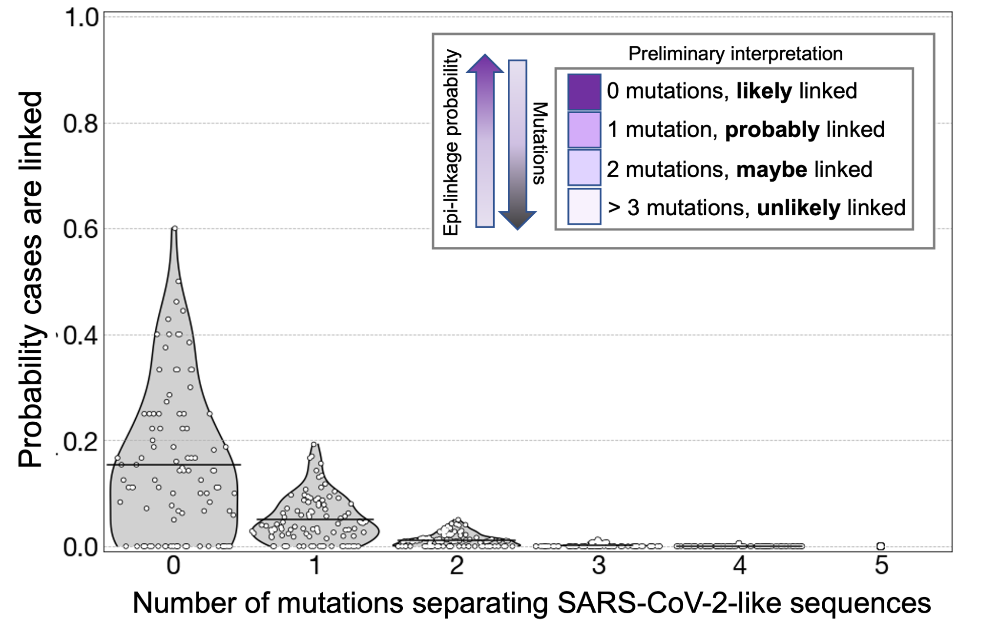 Probability cases are linked
1.0
0.8
0.6
0.4
0.2
0.0
Epi-linkage probability
Mutations
Preliminary interpretation
0 mutations, likely linked
1 mutation, probably linked
2 mutations, maybe linked
> 3 mutations, unlikely linked
0 1 2 3 4 5
Number of mutations separating SARS-CoV-2-like sequences